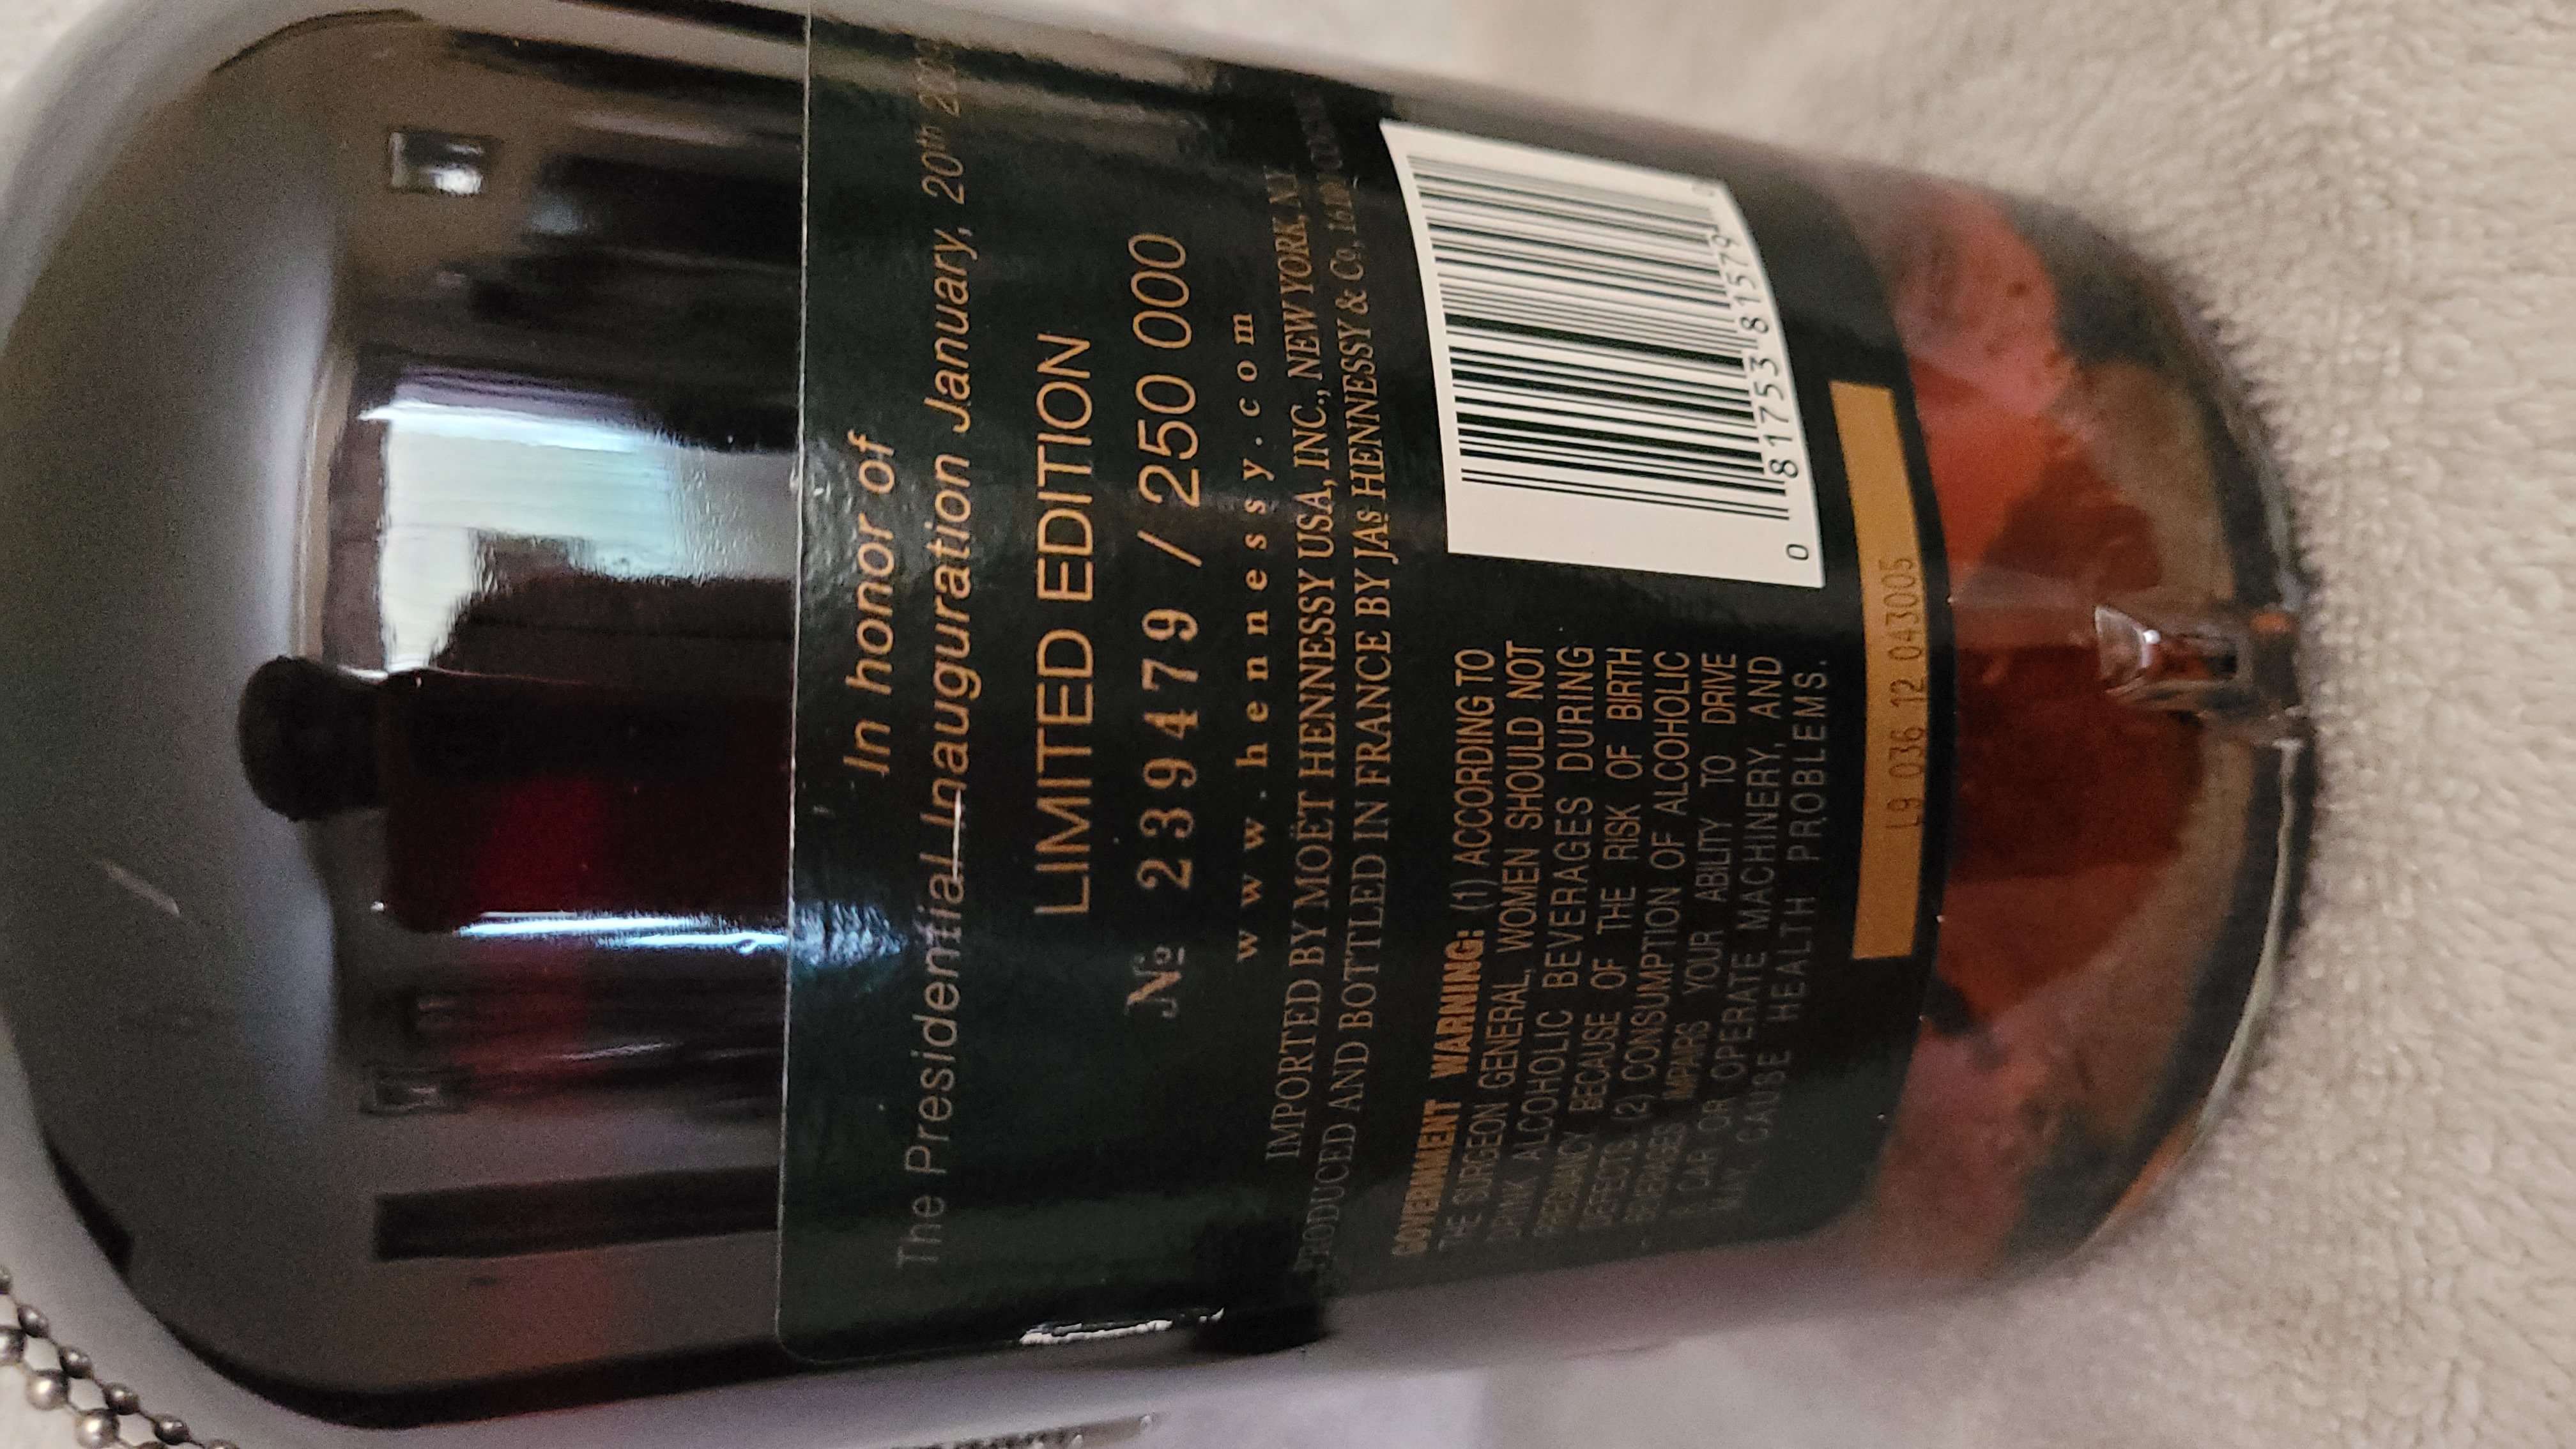 In honor of
The Presidential Inauguration January, 20th 2009
LIMITED EDITION
№ 239479 / 250 000
www.hennessy.com
IMPORTED BY MOËT HENNESSY USA, INC., NEW YORK, N.Y.
PRODUCED AND BOTTLED IN FRANCE BY JAs HENNESSY & Co, 16100
GOVERNMENT WARNING: (1) ACCORDING TO
THE SURGEON GENERAL, WOMEN SHOULD NOT
DRINK ALCOHOLIC BEVERAGES DURING
PREGNANCY BECAUSE OF THE RISK OF BIRTH
DEFECTS. (2) CONSUMPTION OF ALCOHOLIC
BEVERAGES IMPAIRS YOUR ABILITY TO DRIVE
A CAR OR OPERATE MACHINERY, AND
MAY CAUSE HEALTH PROBLEMS.
0 81753 81579 0
L9 036 12 043005